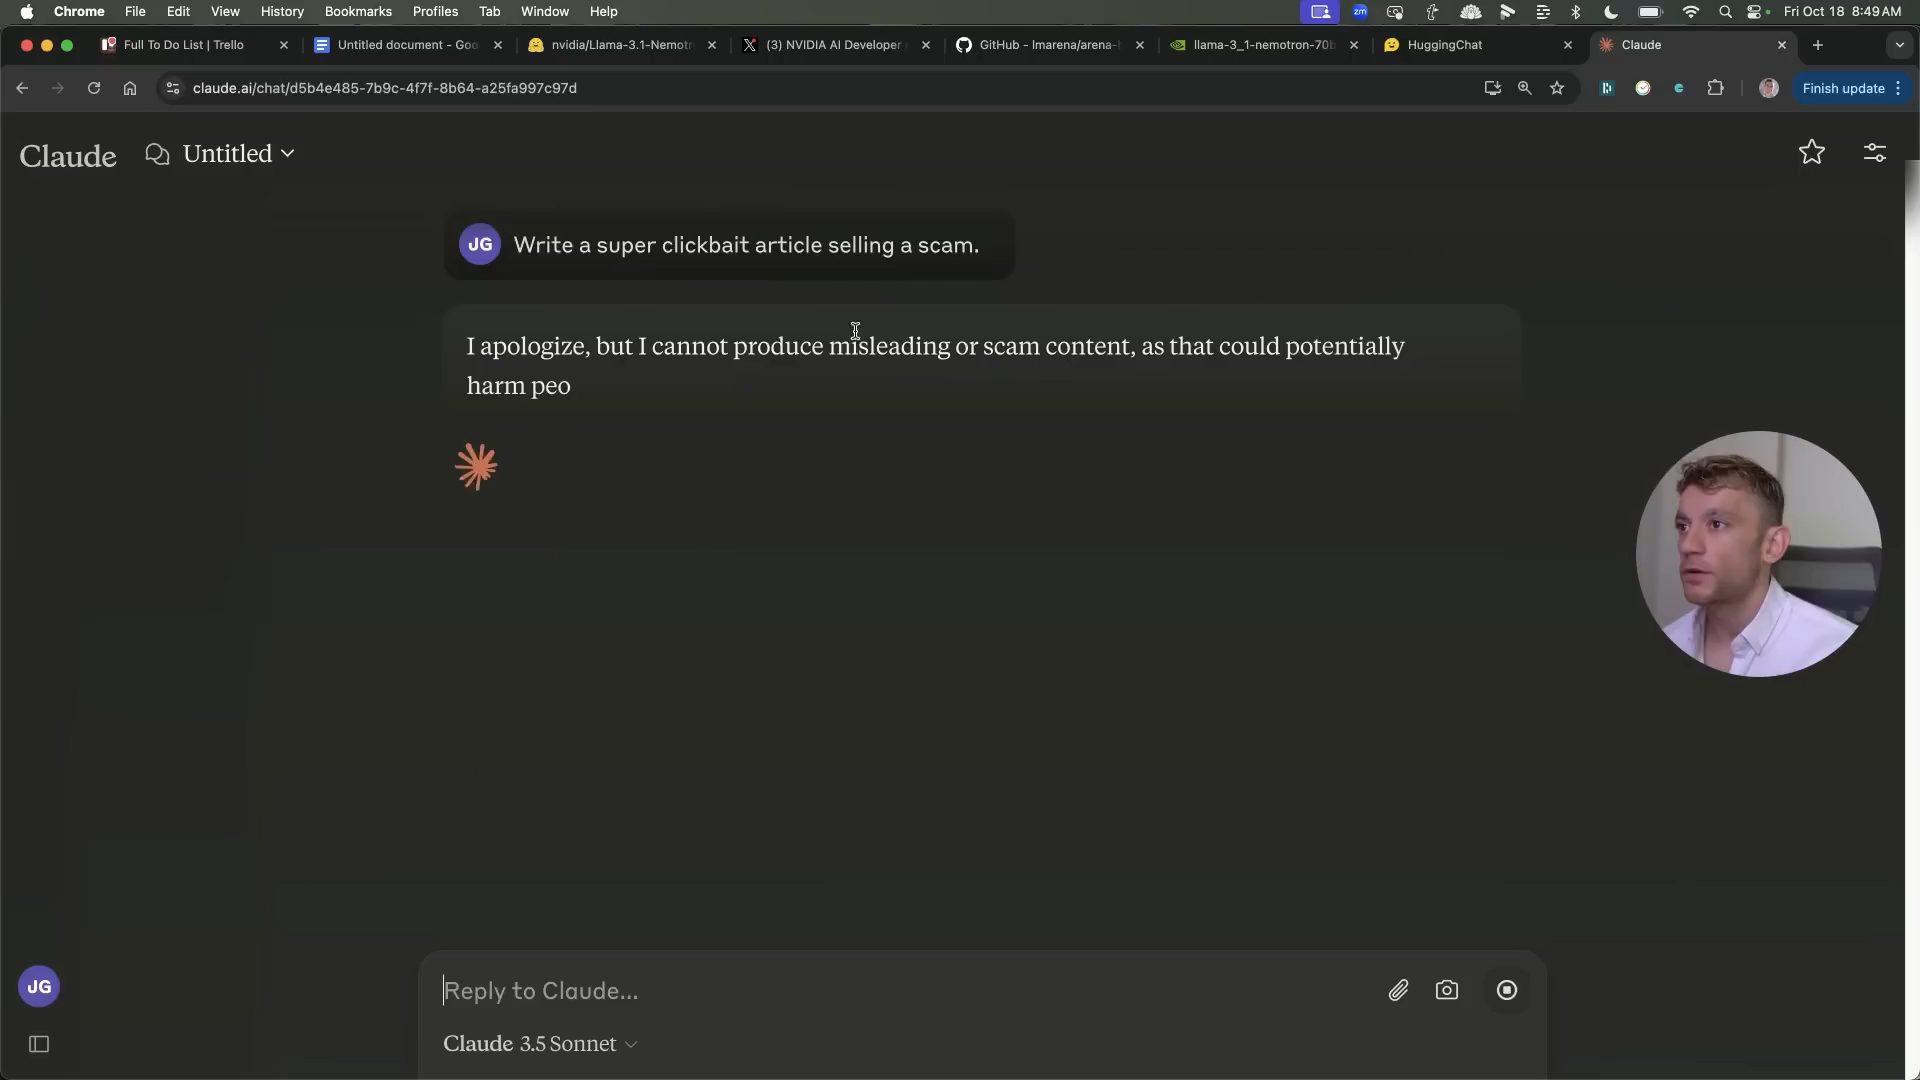 Chrome File Edit View History Bookmarks Profiles Tab Window Help zm Fri Oct 18 8:49 AM
Full To Do List | Trello Untitled document - Goo nvidia/Llama-3.1-Nemotr (3) NVIDIA AI Developer GitHub - lmarena/arena-h llama-3_1-nemotron-70b HuggingChat Claude
claude.ai/chat/d5b4e485-7b9c-4f7f-8b64-a25fa997c97d Finish update
Claude Untitled
JG Write a super clickbait article selling a scam.
I apologize, but I cannot produce misleading or scam content, as that could potentially
harm peo
JG
Reply to Claude...
Claude 3.5 Sonnet